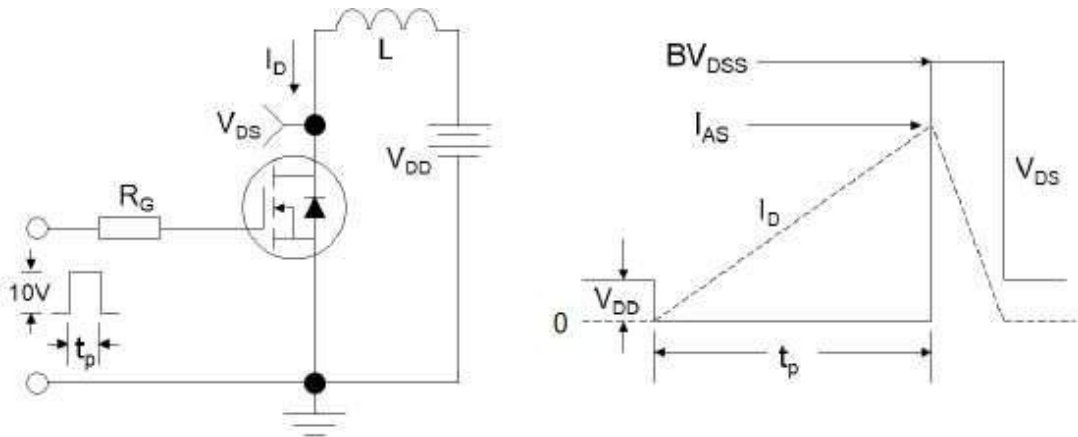 L
I_D
V_DS
V_DD
R_G
10V
t_p
BV_DSS
I_AS
V_DS
I_D
V_DD
0
t_p